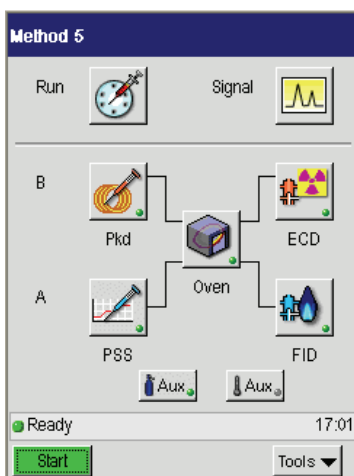 Method 5
Run Signal
B
Pkd ECD
Oven
A
PSS FID
Aux Aux
Ready 17:01
Start Tools